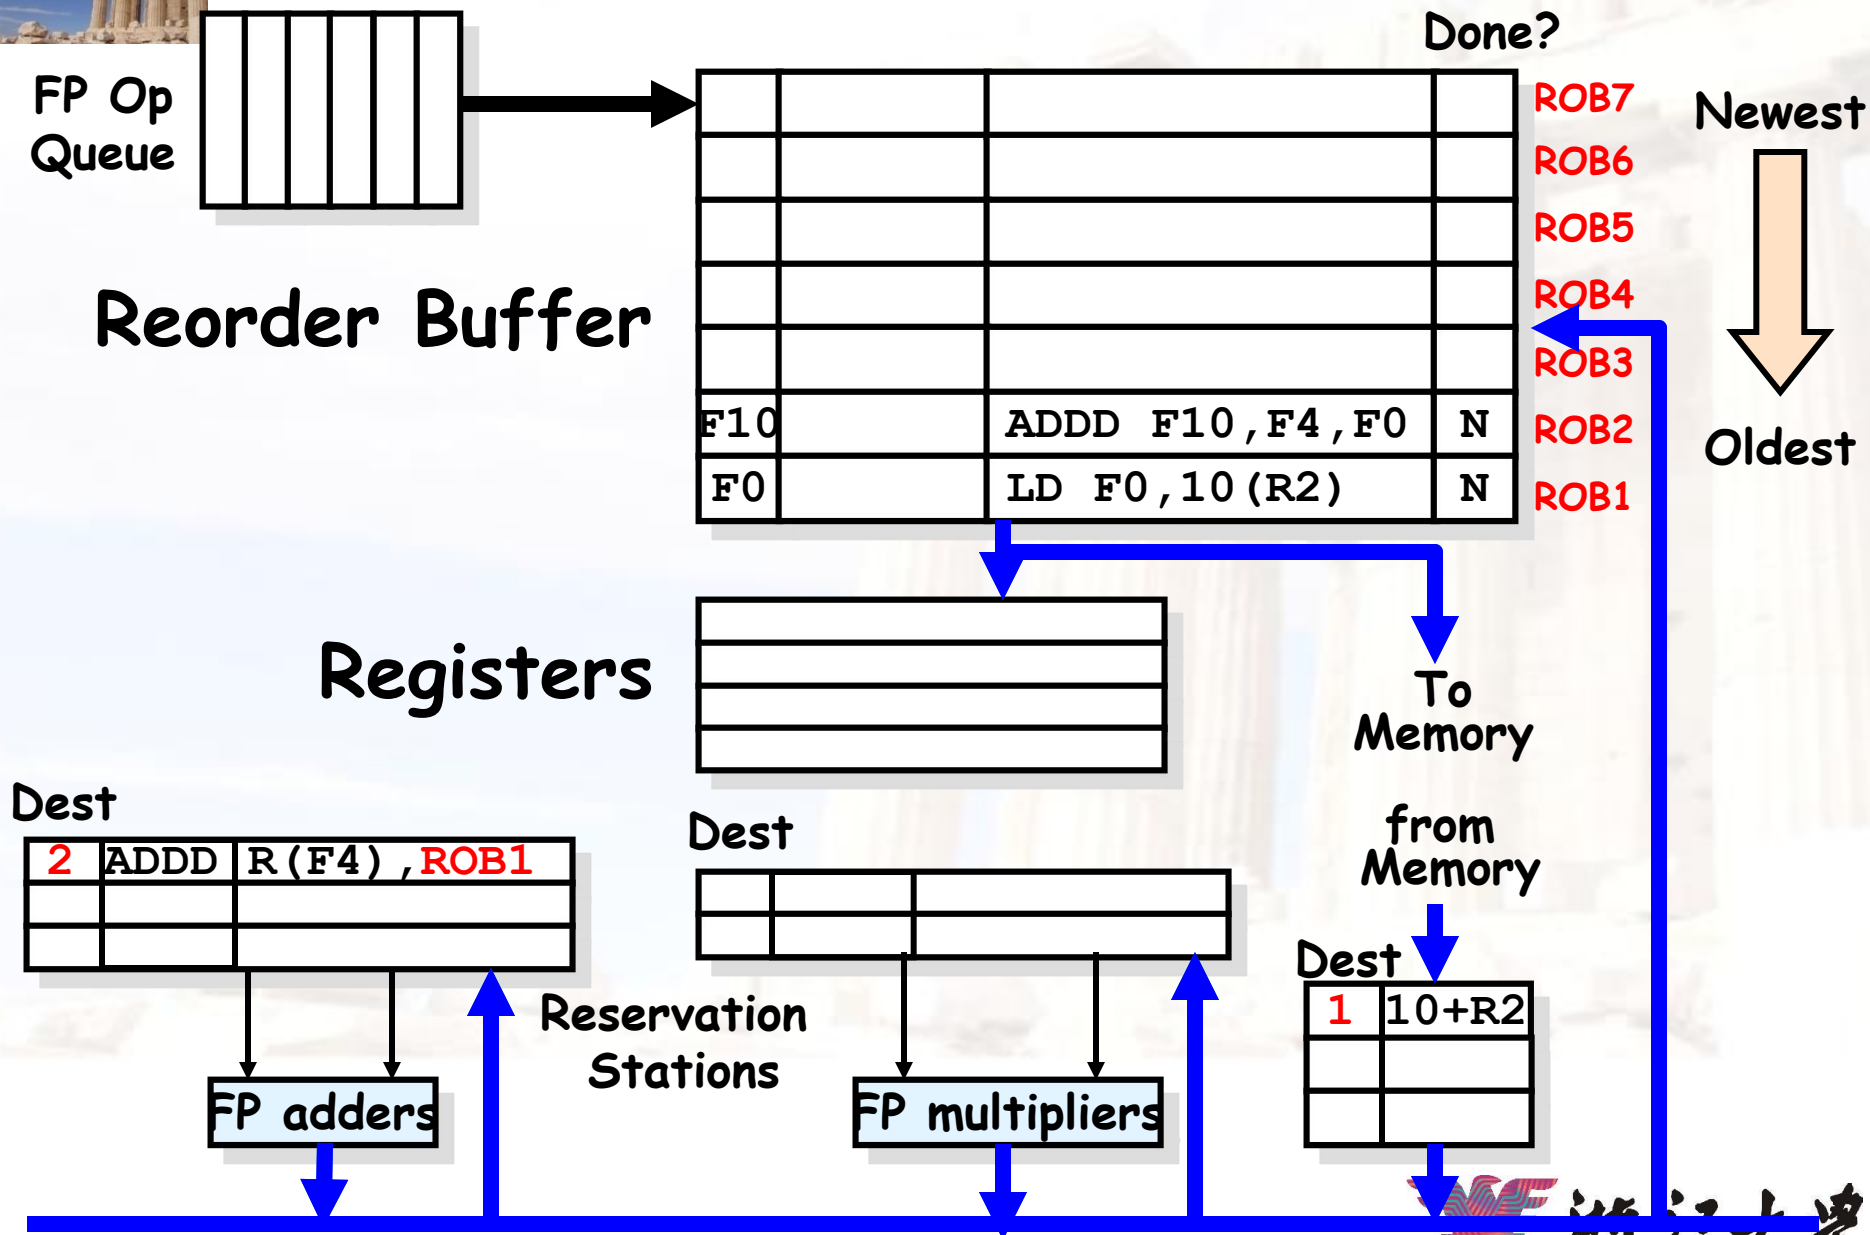 Done?
FP Op
Queue
ROB7
Newest
ROB6
ROB5
Reorder Buffer
ROB4
ROB3
F10 ADDD F10,F4,F0 N ROB2
Oldest
F0 LD F0,10(R2) N ROB1
Registers
To
Memory
from
Memory
Dest
2 ADDD R(F4),ROB1
Dest
Dest
1 10+R2
Reservation
Stations
FP adders
FP multipliers